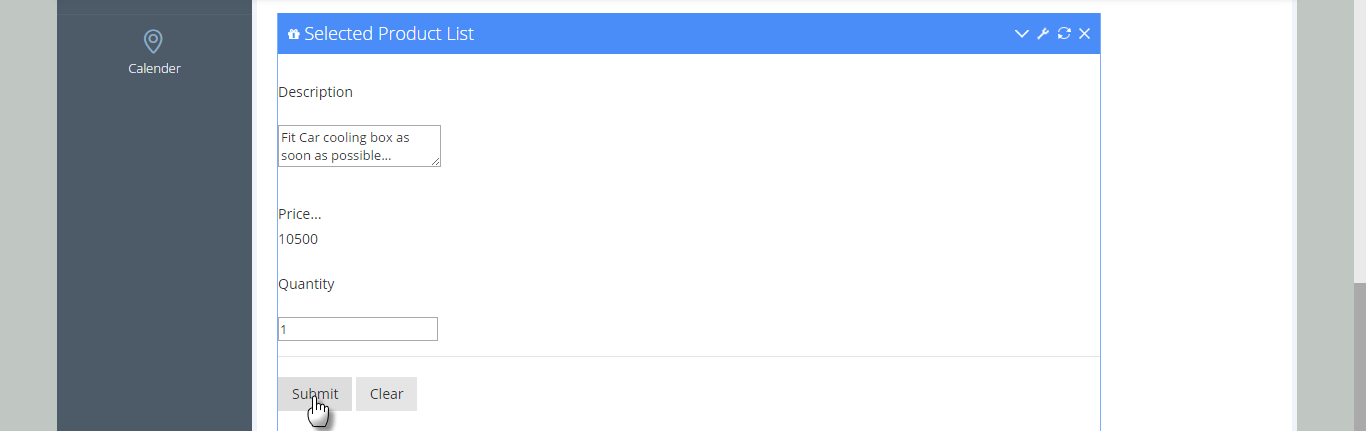 Selected Product List
Calender
Description
Fit Car cooling box as
soon as possible...
Price...
10500
Quantity
1
Submit Clear